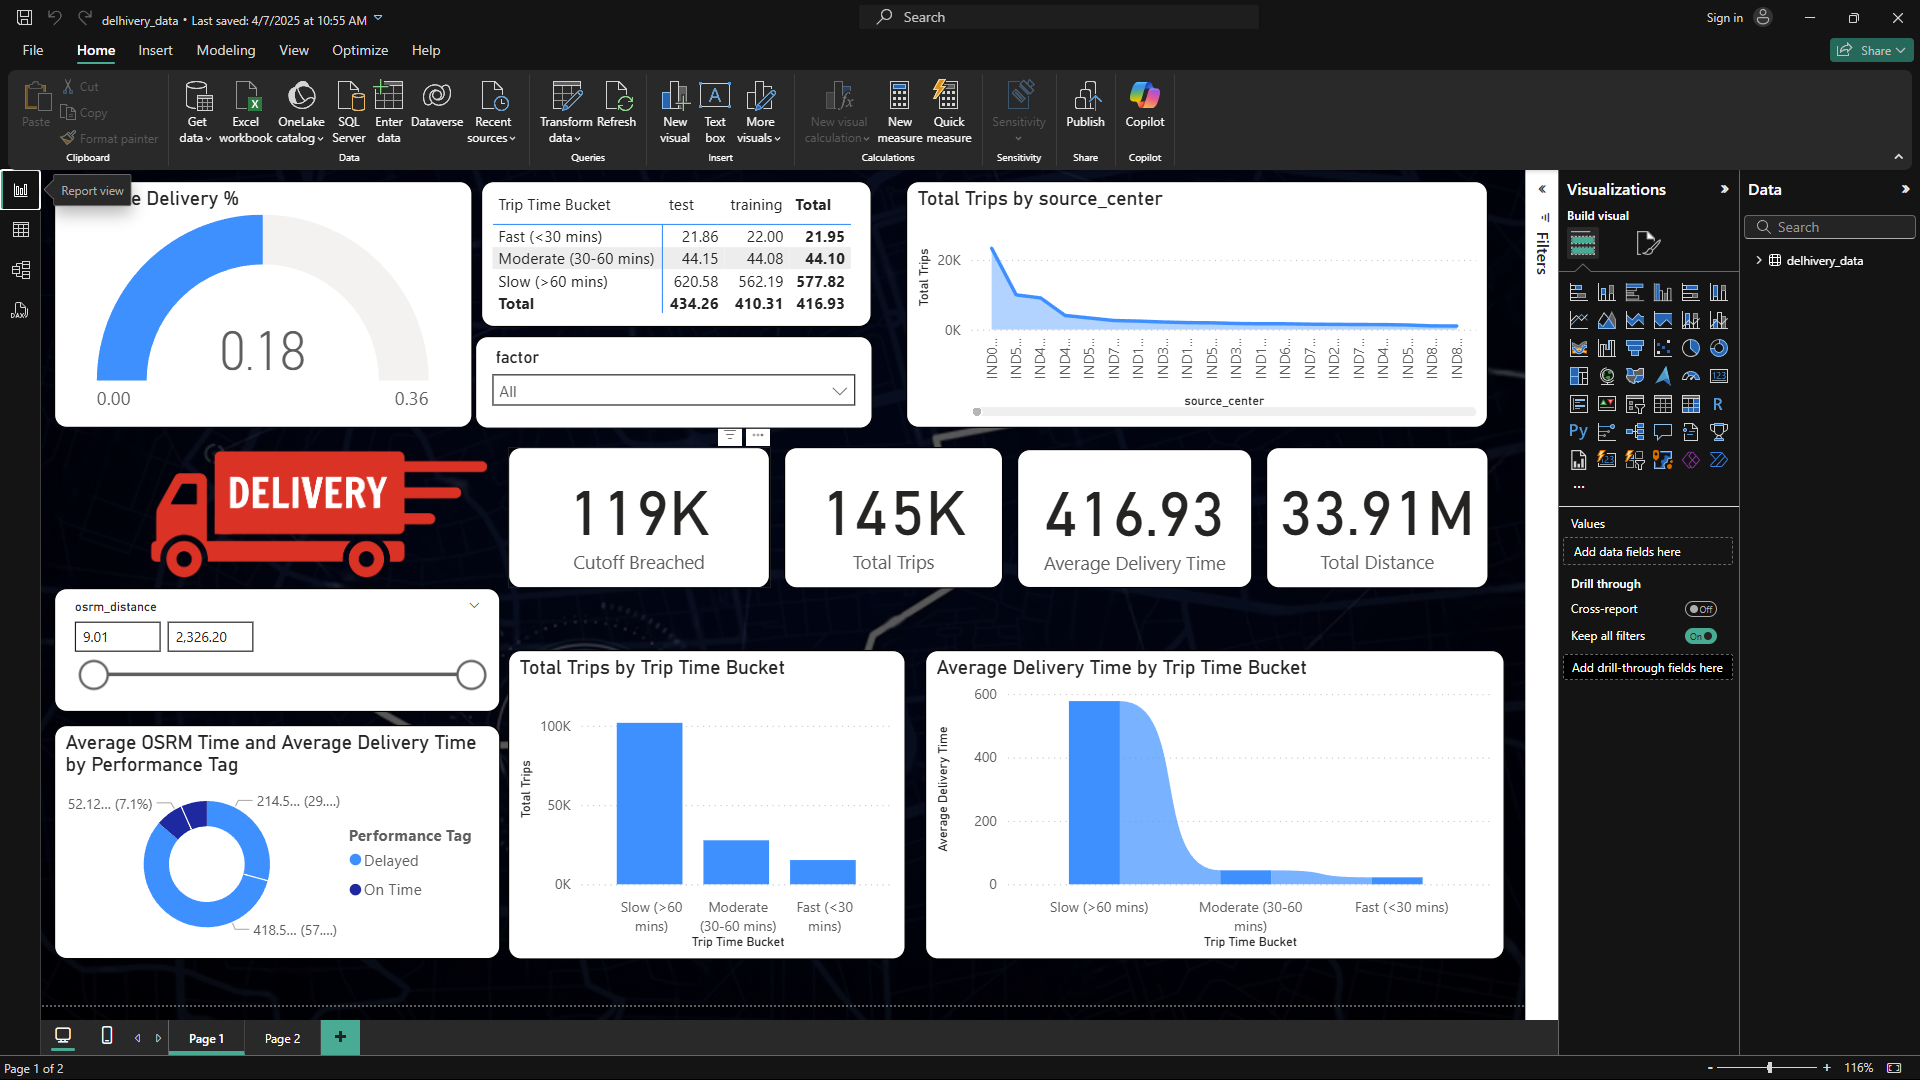 delhivery_data • Last saved: 4/7/2025 at 10:55 AM
Search
Sign in
File
Home
Insert
Modeling
View
Optimize
Help
Share
Paste
Cut
Copy
Format painter
Clipboard
Get data
Excel workbook
OneLake catalog
SQL Server
Enter data
Dataverse
Recent sources
Data
Transform data
Refresh
Queries
New visual
Text box
More visuals
Insert
New visual calculation
New measure
Quick measure
Calculations
Sensitivity
Sensitivity
Publish
Share
Copilot
Copilot
Report view
e Delivery %
0.18
0.00
0.36
Trip Time Bucket test training Total
Fast (<30 mins) 21.86 22.00 21.95
Moderate (30-60 mins) 44.15 44.08 44.10
Slow (>60 mins) 620.58 562.19 577.82
Total 434.26 410.31 416.93
factor
All
Total Trips by source_center
Total Trips
20K
0K
IND0... IND5... IND4... IND4... IND5... IND7... IND1... IND3... IND1... IND5... IND3... IND1... IND6... IND7... IND2... IND7... IND4... IND5... IND8... IND8...
source_center
DELIVERY
119K
Cutoff Breached
145K
Total Trips
416.93
Average Delivery Time
33.91M
Total Distance
osrm_distance
9.01
2,326.20
Average OSRM Time and Average Delivery Time
by Performance Tag
52.12... (7.1%)
214.5... (29....)
418.5... (57....)
Performance Tag
Delayed
On Time
Total Trips by Trip Time Bucket
Total Trips
100K
50K
0K
Slow (>60 mins)
Moderate (30-60 mins)
Fast (<30 mins)
Trip Time Bucket
Average Delivery Time by Trip Time Bucket
Average Delivery Time
600
400
200
0
Slow (>60 mins)
Moderate (30-60 mins)
Fast (<30 mins)
Trip Time Bucket
Filters
Visualizations
Build visual
123
R
Py
123
Values
Add data fields here
Drill through
Cross-report
Off
Keep all filters
On
Add drill-through fields here
Data
Search
delhivery_data
DAX
Page 1
Page 2
+
Page 1 of 2
- + 116%